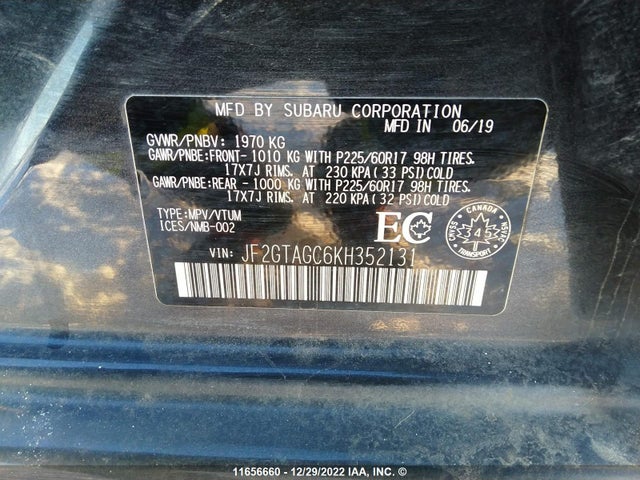 MFD BY SUBARU CORPORATION
MFD IN 06/19
GVWR/PNBV: 1970 KG
GAWR/PNBE:FRONT- 1010 KG WITH P225/60R17 98H TIRES.
17X7J RIMS. AT 230 KPA ( 33 PSI) COLD
GAWR/PNBE:REAR - 1000 KG WITH P225/60R17 98H TIRES.
17X7J RIMS. AT 220 KPA ( 32 PSI) COLD
TYPE:MPV/VTUM
ICES/NMB-002
EC
CANADA
3 4 5
TRANSPORT
VIN: JF2GTAGC6KH352131
11656660 - 12/29/2022 IAA, INC. ©